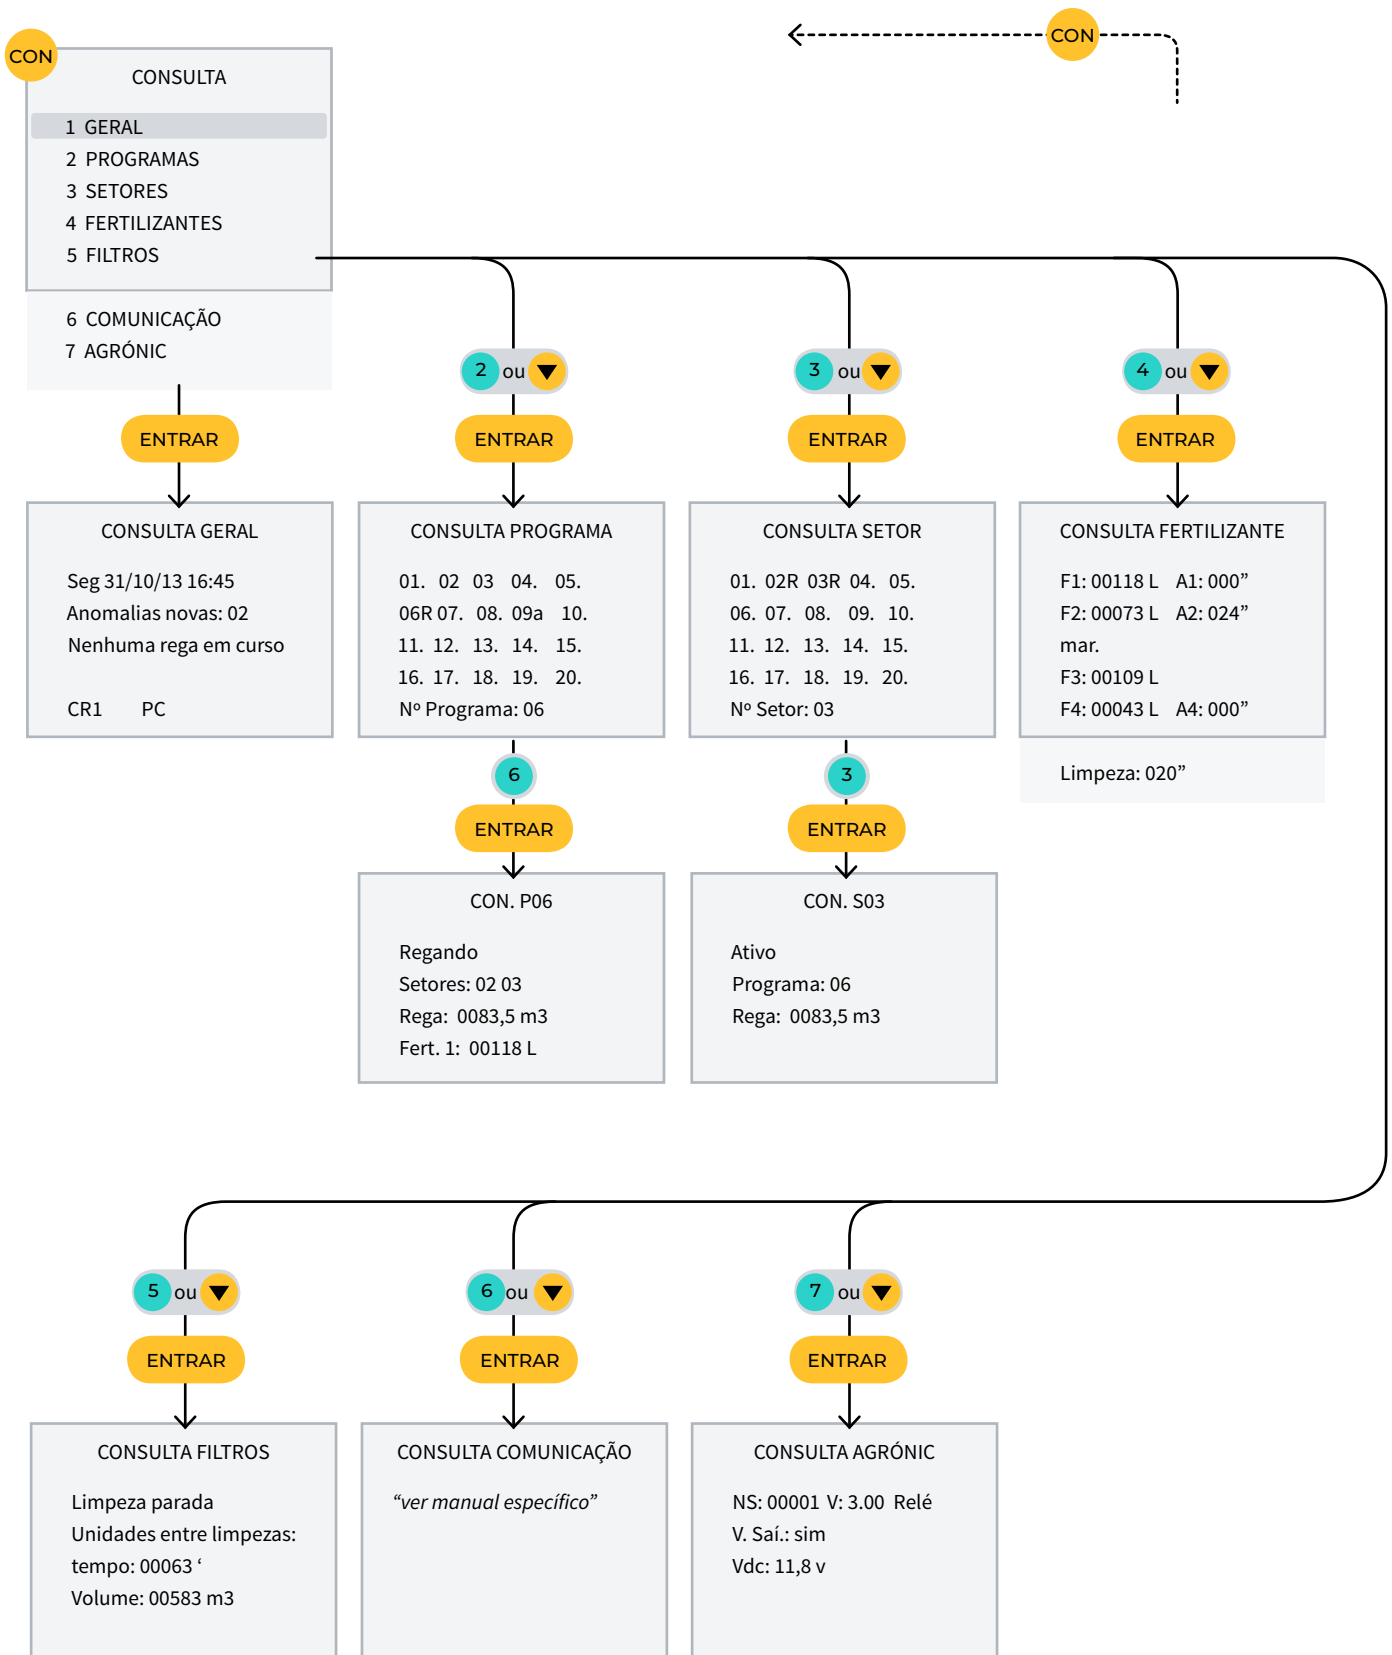 CON
CON
CONSULTA
1 GERAL
2 PROGRAMAS
3 SETORES
4 FERTILIZANTES
5 FILTROS
6 COMUNICAÇÃO
7 AGRÓNIC
2 ou
3 ou
4 ou
ENTRAR
ENTRAR
ENTRAR
ENTRAR
CONSULTA GERAL
Seg 31/10/13 16:45
Anomalias novas: 02
Nenhuma rega em curso
CR1 PC
CONSULTA PROGRAMA
01. 02 03 04. 05.
06R 07. 08. 09a 10.
11. 12. 13. 14. 15.
16. 17. 18. 19. 20.
Nº Programa: 06
CONSULTA SETOR
01. 02R 03R 04. 05.
06. 07. 08. 09. 10.
11. 12. 13. 14. 15.
16. 17. 18. 19. 20.
Nº Setor: 03
CONSULTA FERTILIZANTE
F1: 00118 L A1: 000”
F2: 00073 L A2: 024”
mar.
F3: 00109 L
F4: 00043 L A4: 000”
Limpeza: 020”
6
ENTRAR
3
ENTRAR
CON. P06
Regando
Setores: 02 03
Rega: 0083,5 m3
Fert. 1: 00118 L
CON. S03
Ativo
Programa: 06
Rega: 0083,5 m3
5 ou
6 ou
7 ou
ENTRAR
ENTRAR
ENTRAR
CONSULTA FILTROS
Limpeza parada
Unidades entre limpezas:
tempo: 00063 ‘
Volume: 00583 m3
CONSULTA COMUNICAÇÃO
“ver manual específico”
CONSULTA AGRÓNIC
NS: 00001 V: 3.00 Relé
V. Saí.: sim
Vdc: 11,8 v